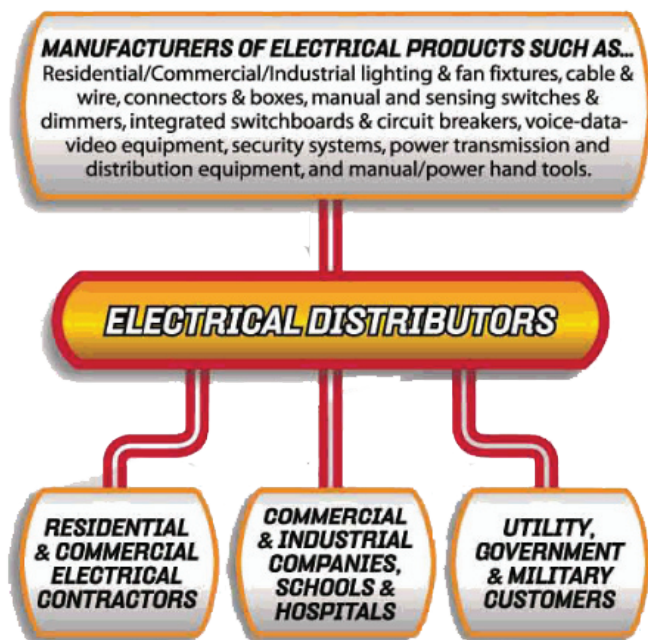 MANUFACTURERS OF ELECTRICAL PRODUCTS SUCH AS...
Residential/Commercial/Industrial lighting & fan fixtures, cable &
wire, connectors & boxes, manual and sensing switches &
dimmers, integrated switchboards & circuit breakers, voice-data-
video equipment, security systems, power transmission and
distribution equipment, and manual/power hand tools.
ELECTRICAL DISTRIBUTORS
RESIDENTIAL
& COMMERCIAL
ELECTRICAL
CONTRACTORS
COMMERCIAL
& INDUSTRIAL
COMPANIES,
SCHOOLS &
HOSPITALS
UTILITY,
GOVERNMENT
& MILITARY
CUSTOMERS